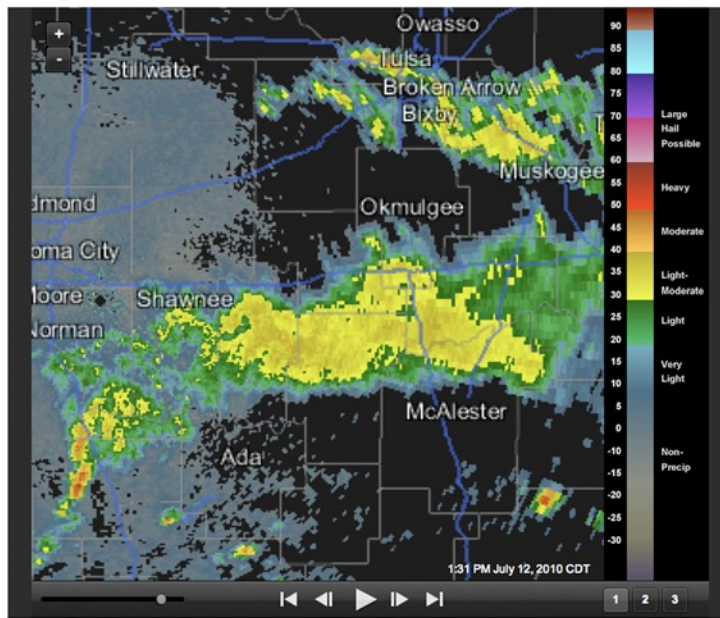 +
-
Owasso
Tulsa
Stillwater
Broken Arrow
Bixby
T
Muskogee
dmond
Okmulgee
oma City
Moore
Shawnee
Norman
McAlester
Ada
1:31 PM July 12, 2010 CDT
90
85
80
75
70
65
60
55
50
45
40
35
30
25
20
15
10
5
0
-5
-10
-15
-20
-25
-30
Large
Hail
Possible
Heavy
Moderate
Light-
Moderate
Light
Very
Light
Non-
Precip
1 2 3